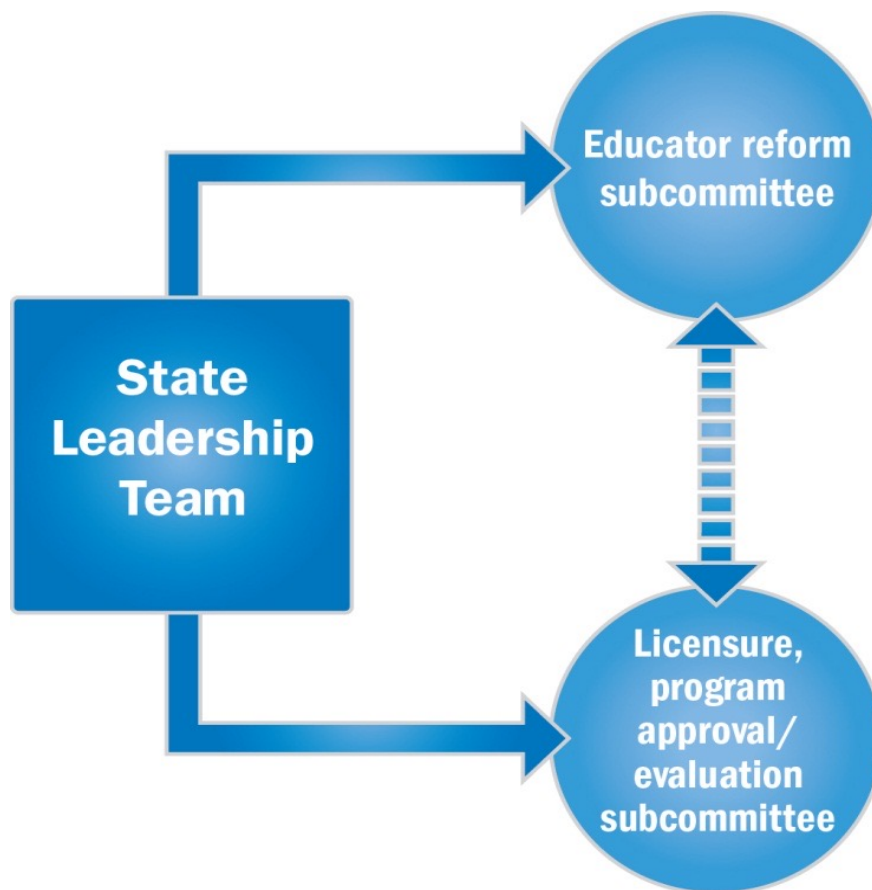 Educator reform
subcommittee
State
Leadership
Team
Licensure,
program
approval/
evaluation
subcommittee